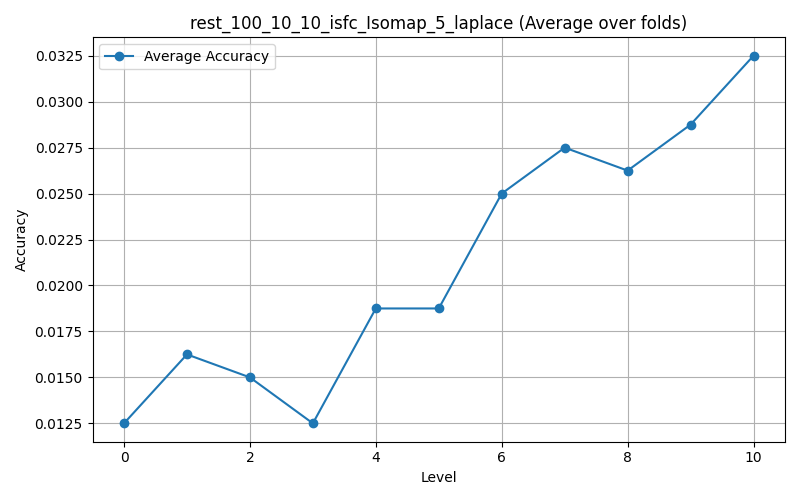 rest_100_10_10_isfc_Isomap_5_laplace (Average over folds)
Average Accuracy
0.0325
0.0300
0.0275
0.0250
0.0225
0.0200
0.0175
0.0150
0.0125
Accuracy
0 2 4 6 8 10
Level